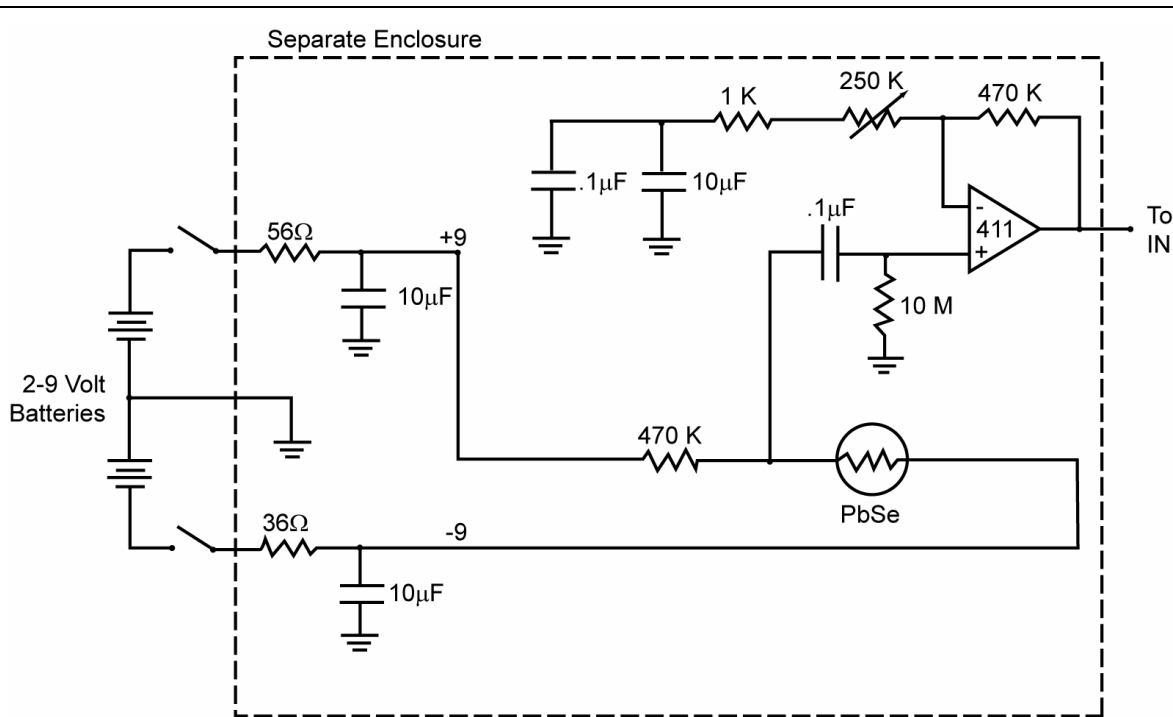 Separate Enclosure
1 K
250 K
470 K
.1µF
10µF
.1µF
-
411
+
To
IN
10 M
56Ω
+9
10µF
2-9 Volt
Batteries
470 K
PbSe
36Ω
-9
10µF